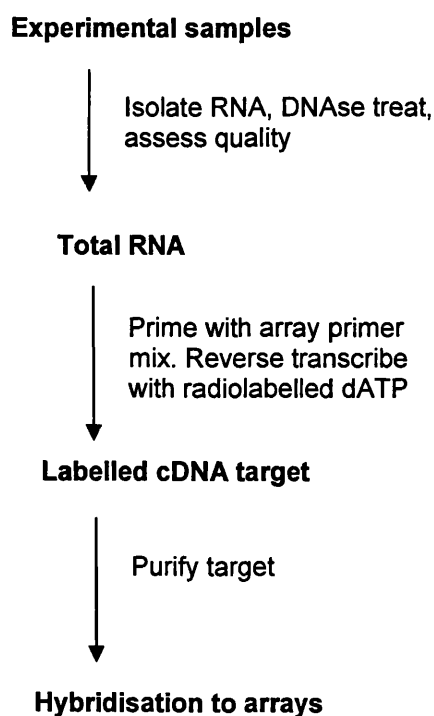 Experimental samples
Isolate RNA, DNAse treat,
assess quality
Total RNA
Prime with array primer
mix. Reverse transcribe
with radiolabelled dATP
Labelled cDNA target
Purify target
Hybridisation to arrays